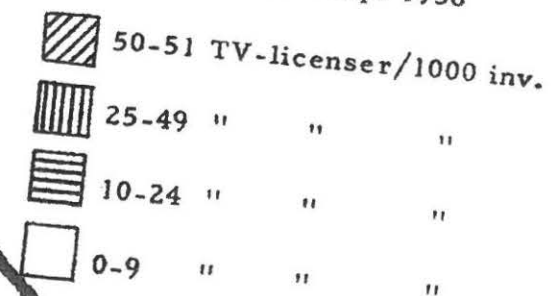 50-51 TV-licenser/1000 inv.
25-49 " " "
10-24 " " "
0-9 " " "